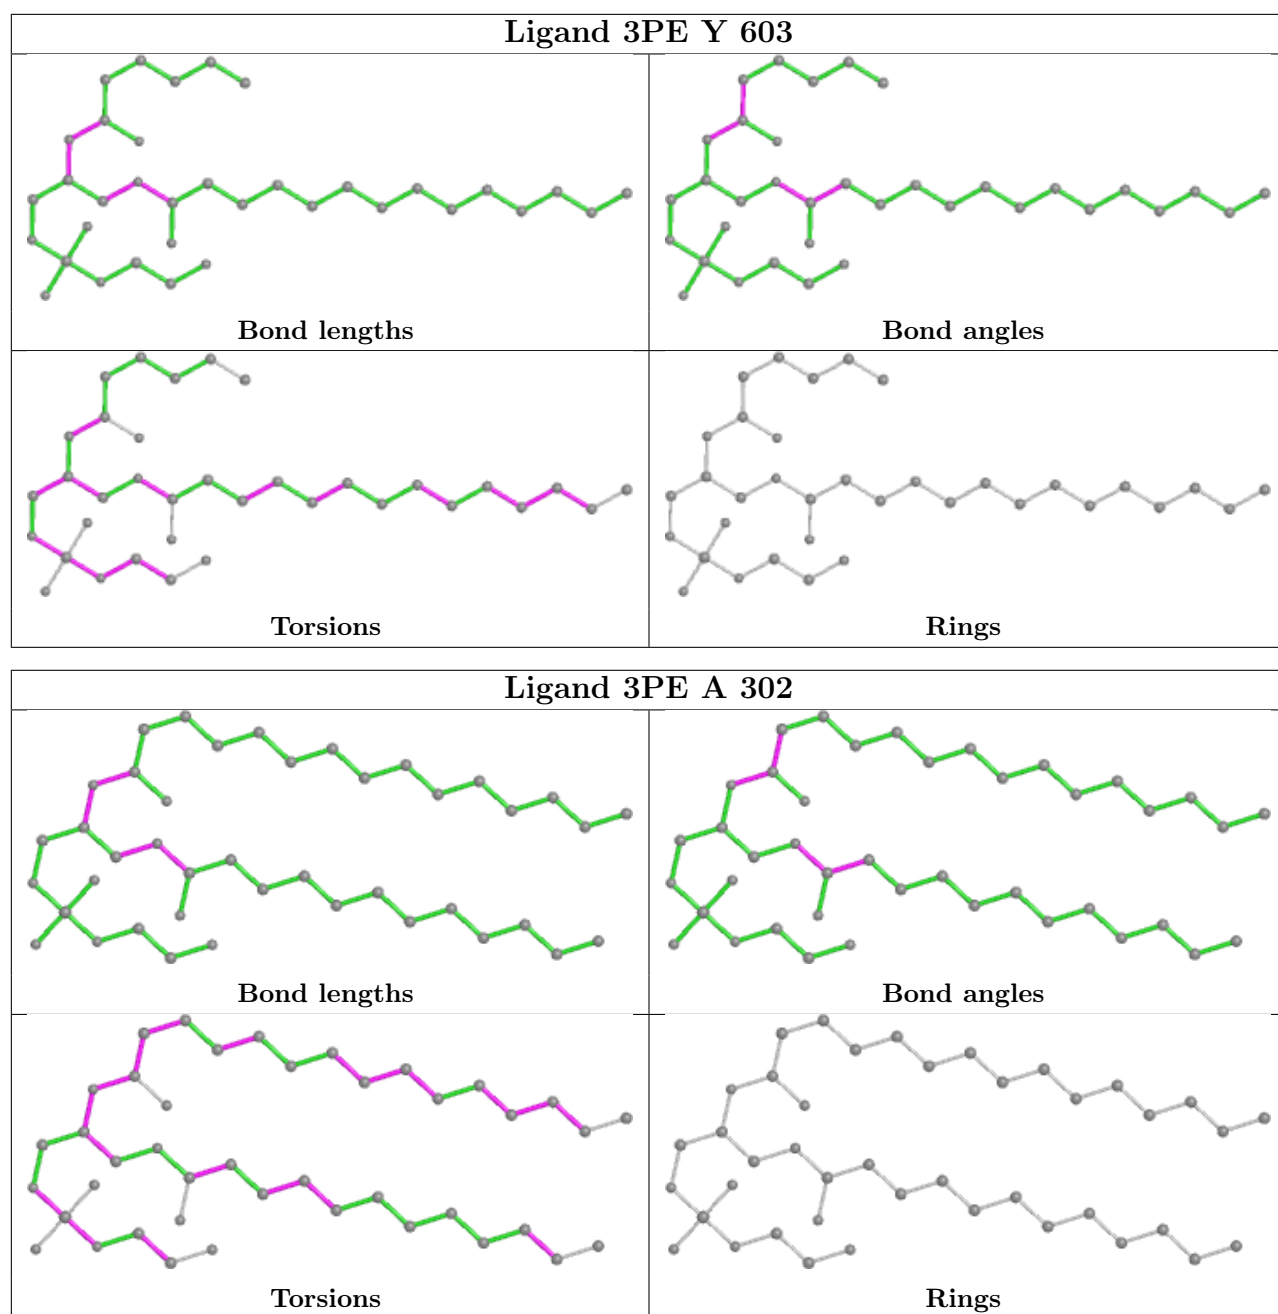 Ligand 3PE Y 603
Bond lengths
Bond angles
Torsions
Rings
Ligand 3PE A 302
Bond lengths
Bond angles
Torsions
Rings